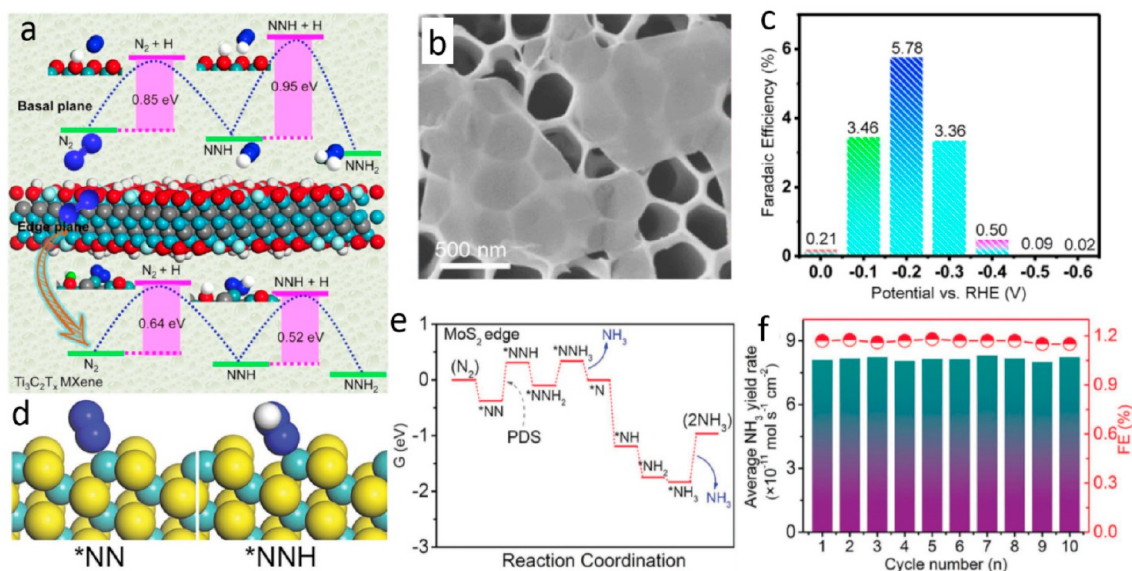 a
N₂ + H
NNH + H
0.85 eV
0.95 eV
Basal plane
N₂
NNH
NNH₂
Edge plane
N₂ + H
NNH + H
0.64 eV
0.52 eV
N₂
NNH
NNH₂
Ti₃C₂Tₓ MXene
b
500 nm
c
Faradaic Efficiency (%)
6
4
2
0
0.21
3.46
5.78
3.36
0.50
0.09
0.02
0.0 -0.1 -0.2 -0.3 -0.4 -0.5 -0.6
Potential vs. RHE (V)
d
*NN
*NNH
e
G (eV)
1
0
-1
-2
-3
MoS₂ edge
(N₂)
*NN
*NNH
*NNH₂
*NNH₃
NH₃
*N
PDS
*NH
*NH₂
*NH₃
(2NH₃)
NH₃
Reaction Coordination
f
Average NH₃ yield rate
(×10⁻¹¹ mol s⁻¹ cm⁻²)
9
6
3
0
1.2
0.9
0.6
0.3
0.0
FE (%)
1 2 3 4 5 6 7 8 9 10
Cycle number (n)